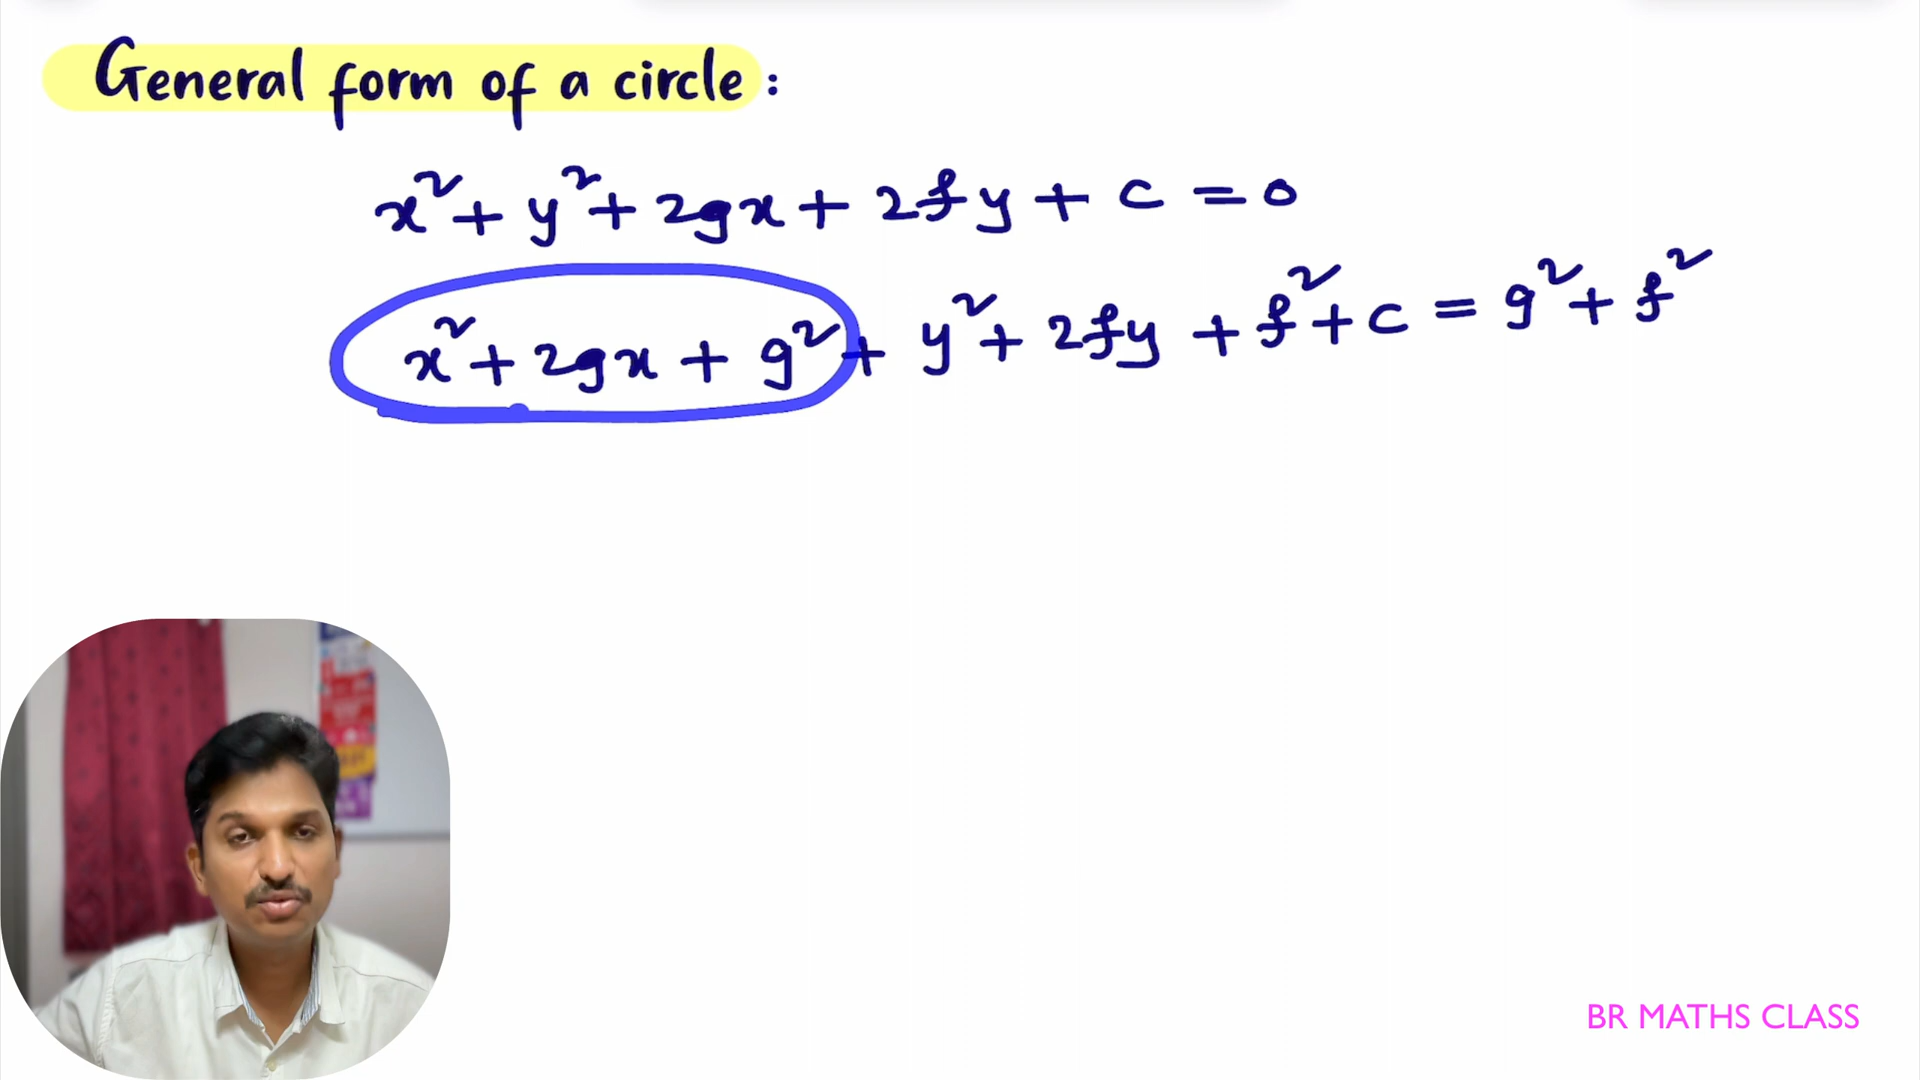 General form of a circle :
x² + y² + 2gx + 2fy + c = 0
x² + 2gx + g² + y² + 2fy + f² + c = g² + f²
BR MATHS CLASS